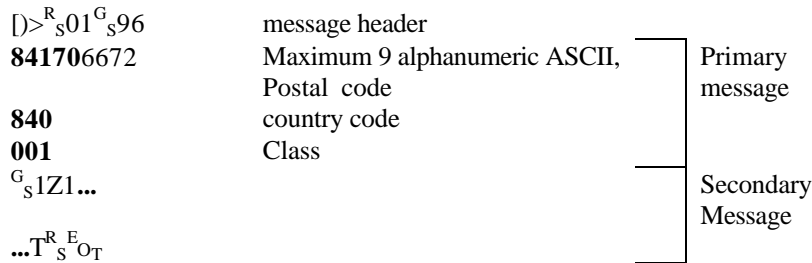 [)>RS01GS96 message header
841706672 Maximum 9 alphanumeric ASCII, Primary
Postal code message
840 country code
001 Class
GS1Z1... Secondary
Message
...TRSEOT